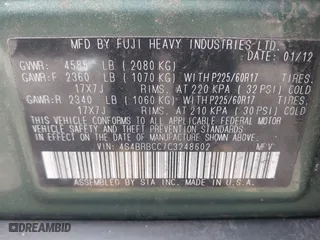 MFD BY FUJI HEAVY INDUSTRIES LTD.
GVWR: 4585 LB ( 2080 KG) DATE: 01/12
GAWR:F 2360 LB ( 1070 KG) WITH P225/60R17 TIRES,
17X7J RIMS, AT 220 KPA ( 32 PSI) COLD
GAWR:R 2340 LB ( 1060 KG) WITH P225/60R17 TIRES,
17X7J RIMS, AT 210 KPA ( 30 PSI) COLD
THIS VEHICLE CONFORMS TO ALL APPLICABLE FEDERAL MOTOR
VEHICLE SAFETY, BUMPER, AND THEFT PREVENTION STANDARDS
IN EFFECT ON THE DATE OF MANUFACTURE SHOWN ABOVE.
VIN: 4S4BRBCC7C3248602 MPV
ASSEMBLED BY SIA INC. MADE IN U.S.A.
© DIRECTCARBUY.COM